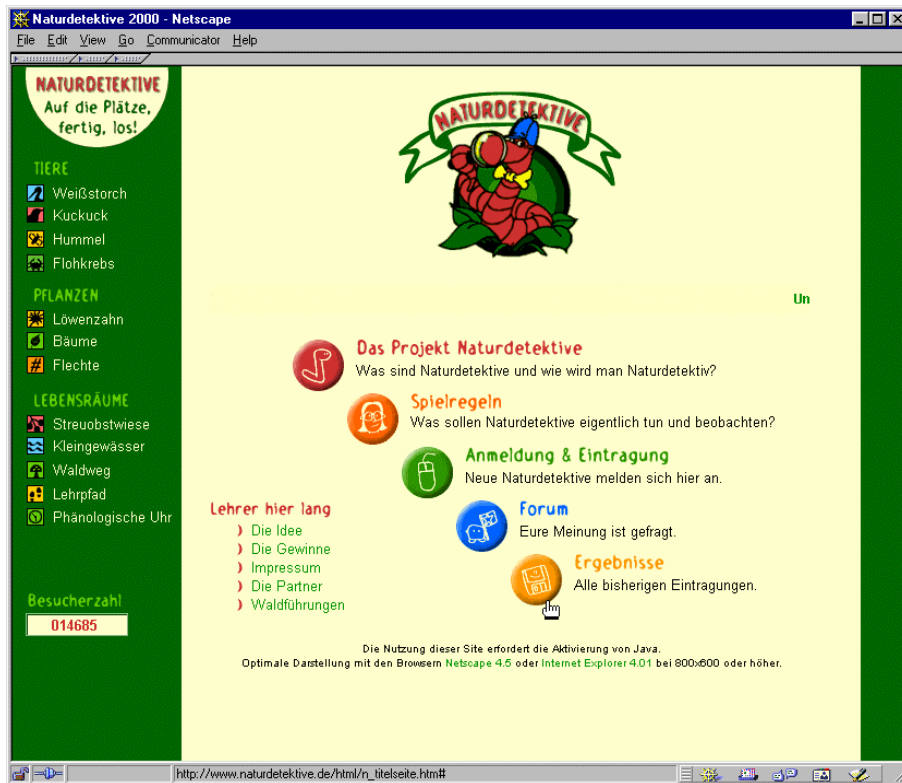 Naturdetektive 2000 - Netscape
File Edit View Go Communicator Help
NATURDETEKTIVE
Auf die Plätze,
fertig, los!
TIERE
Weißstorch
Kuckuck
Hummel
Flohkrebs
PFLANZEN
Löwenzahn
Bäume
Flechte
LEBENSRÄUME
Streuobstwiese
Kleingewässer
Waldweg
Lehrpfad
Phänologische Uhr
Besucherzahl
014685
NATURDETEKTIVE
Un
Das Projekt Naturdetektive
Was sind Naturdetektive und wie wird man Naturdetektiv?
Spielregeln
Was sollen Naturdetektive eigentlich tun und beobachten?
Anmeldung & Eintragung
Neue Naturdetektive melden sich hier an.
Forum
Eure Meinung ist gefragt.
Ergebnisse
Alle bisherigen Eintragungen.
Lehrer hier lang
Die Idee
Die Gewinne
Impressum
Die Partner
Waldführungen
Die Nutzung dieser Site erfordert die Aktivierung von Java.
Optimale Darstellung mit den Browsern Netscape 4.5 oder Internet Explorer 4.01 bei 800x600 oder höher.
http://www.naturdetektive.de/html/n_titelseite.htm#